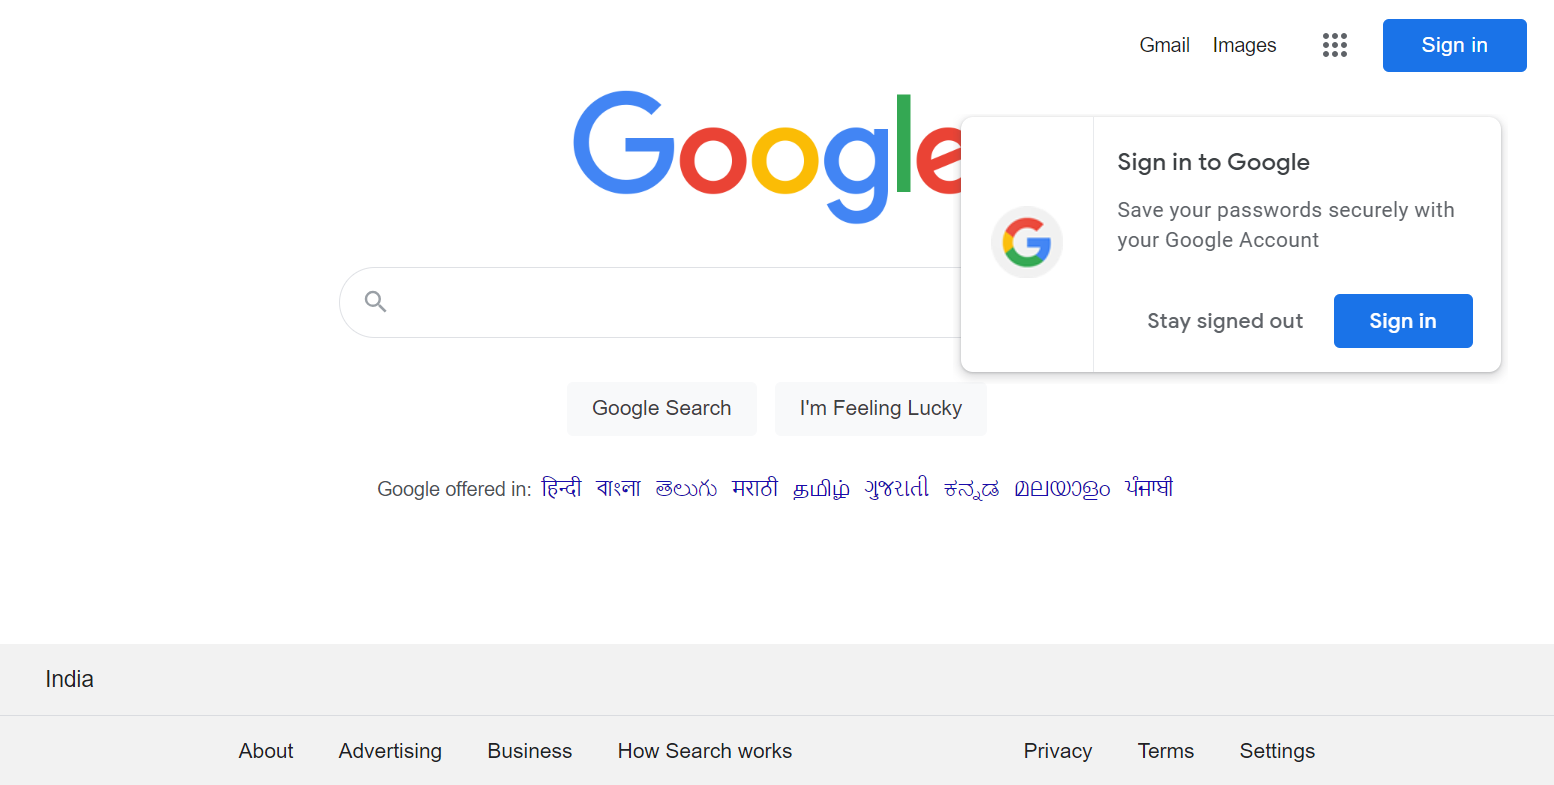 Gmail Images Sign in
Google
Sign in to Google
Save your passwords securely with
your Google Account
Stay signed out Sign in
Google Search I'm Feeling Lucky
Google offered in: हिन्दी বাংলা తెలుగు मराठी தமிழ் ગુજરાતી ಕನ್ನಡ മലയാളം ਪੰਜਾਬੀ
India
About Advertising Business How Search works Privacy Terms Settings